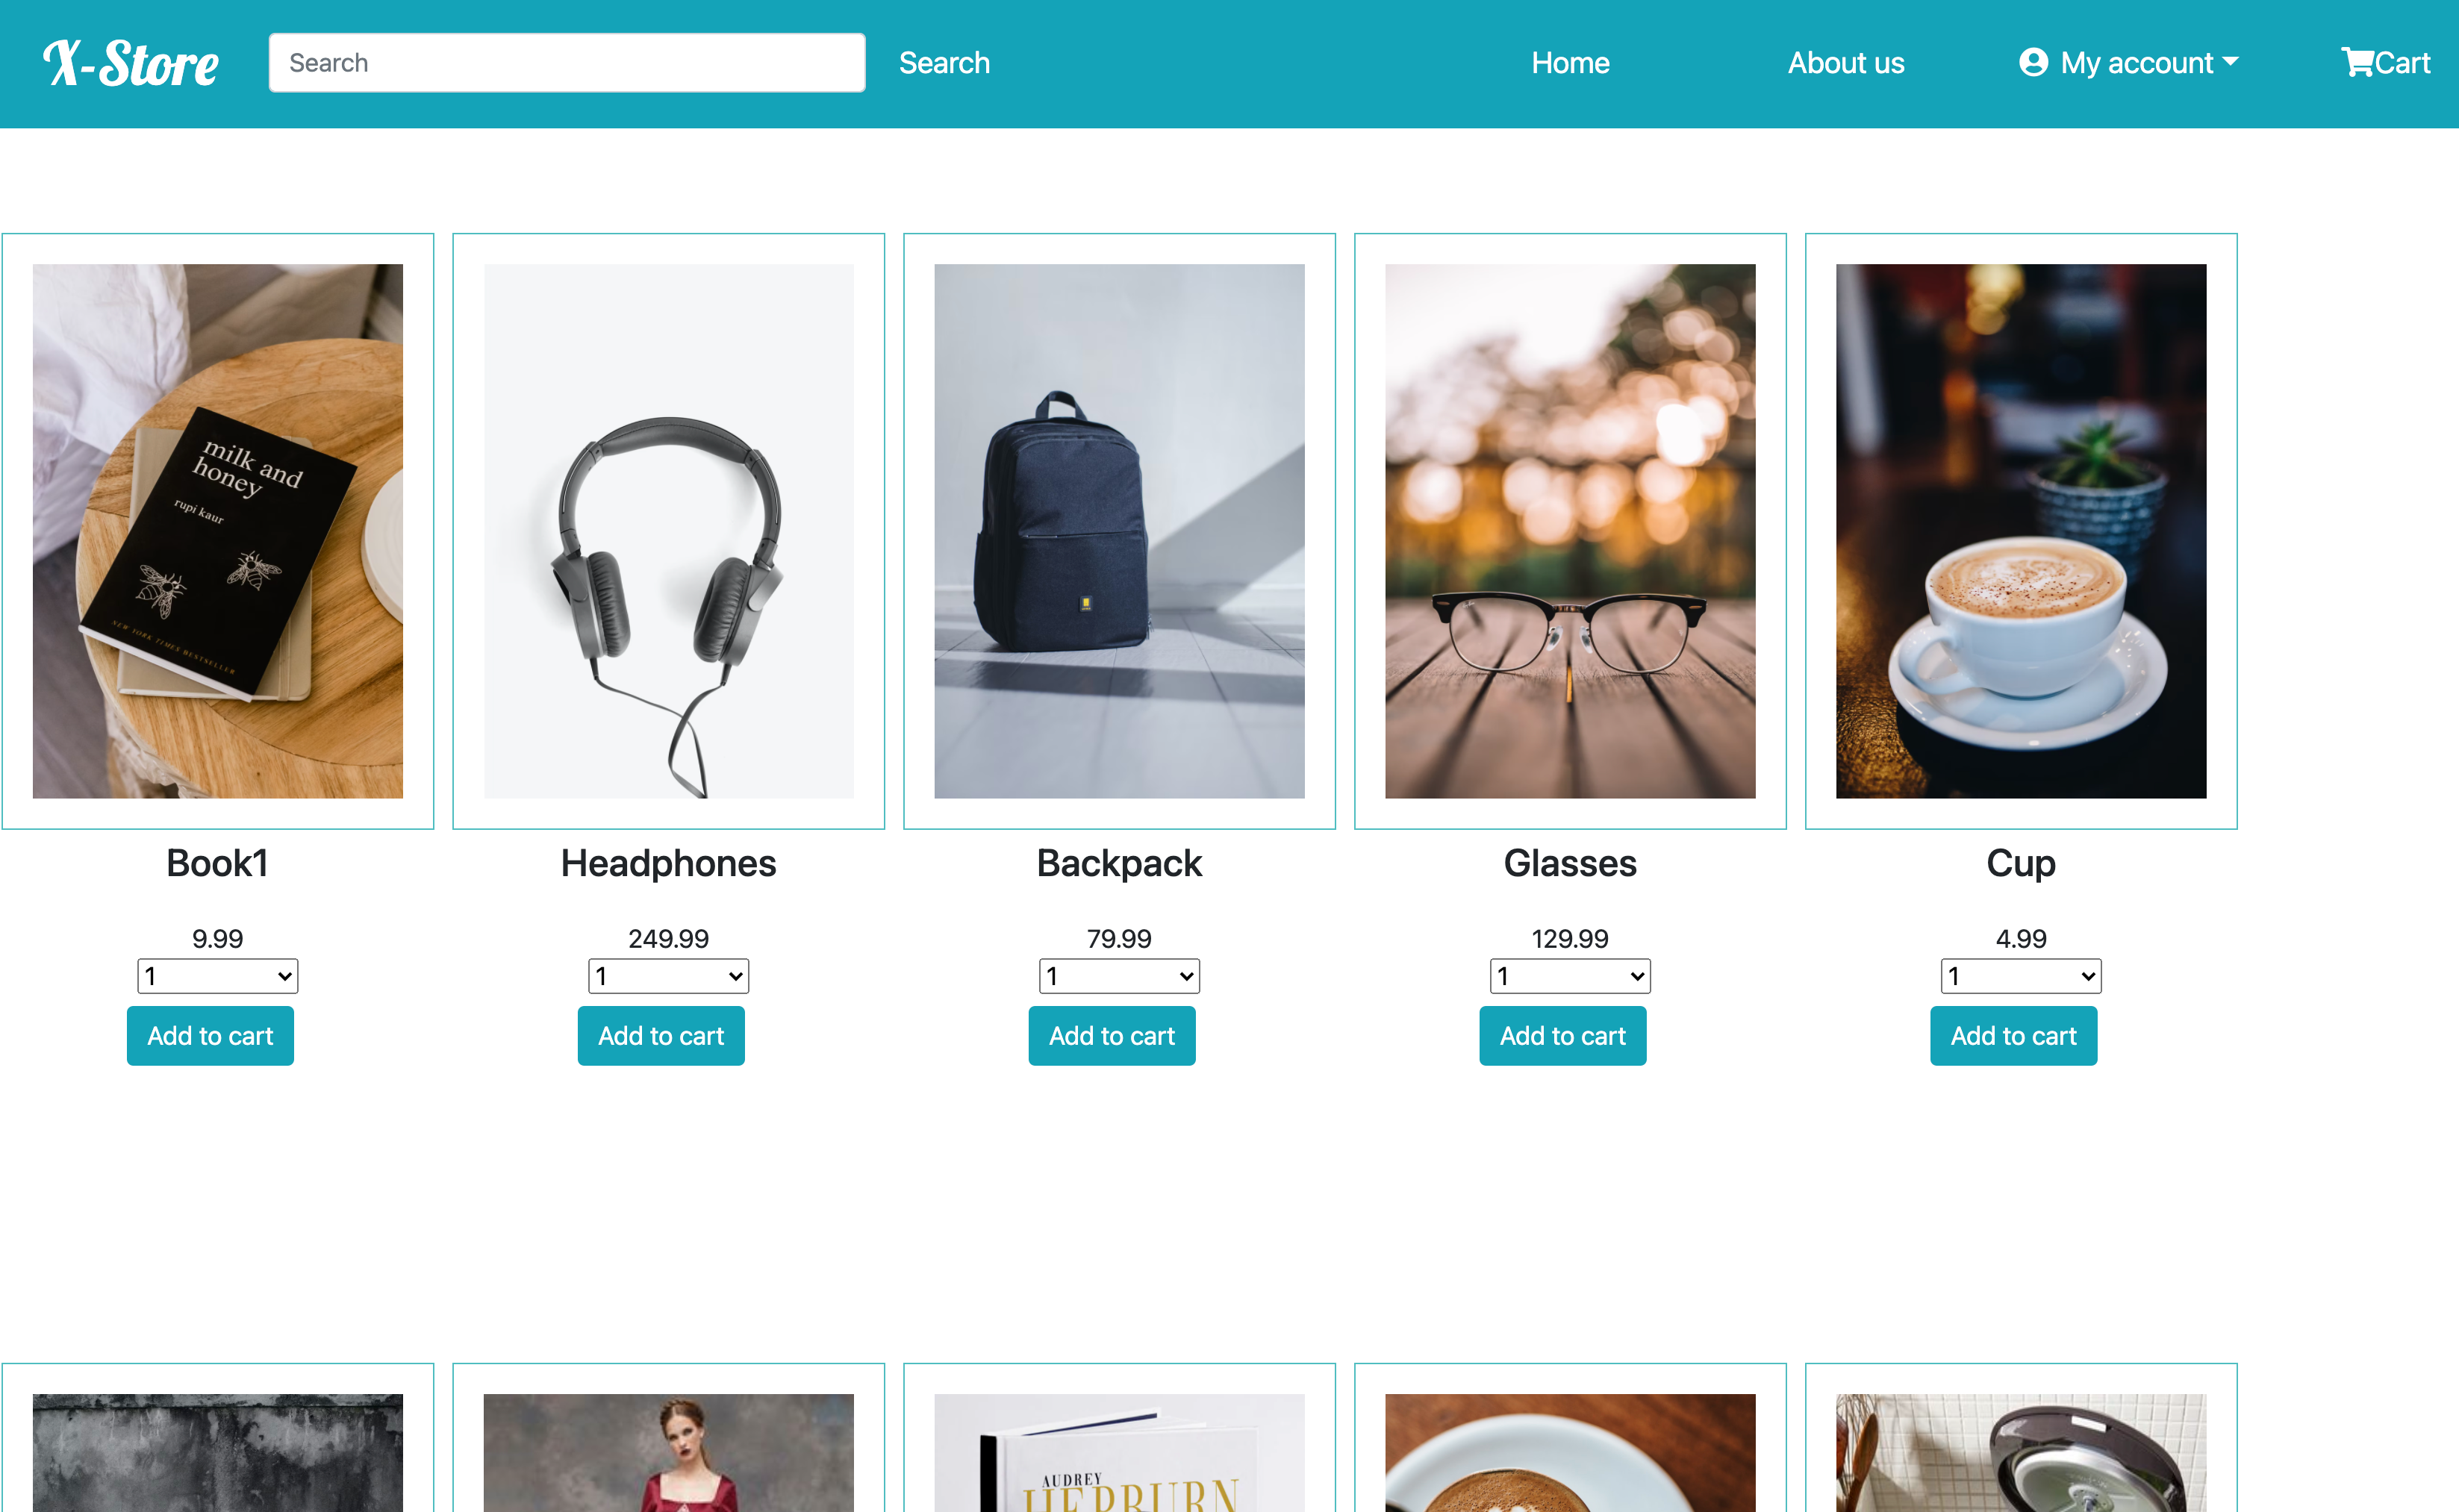 X-Store
Search
Search
Home
About us
My account
Cart
milk and
honey
rupi kaur
NEW YORK TIMES BESTSELLER
Book1
Headphones
Backpack
Glasses
Cup
9.99
249.99
79.99
129.99
4.99
1
1
1
1
1
Add to cart
Add to cart
Add to cart
Add to cart
Add to cart
AUDREY
HEPBURN